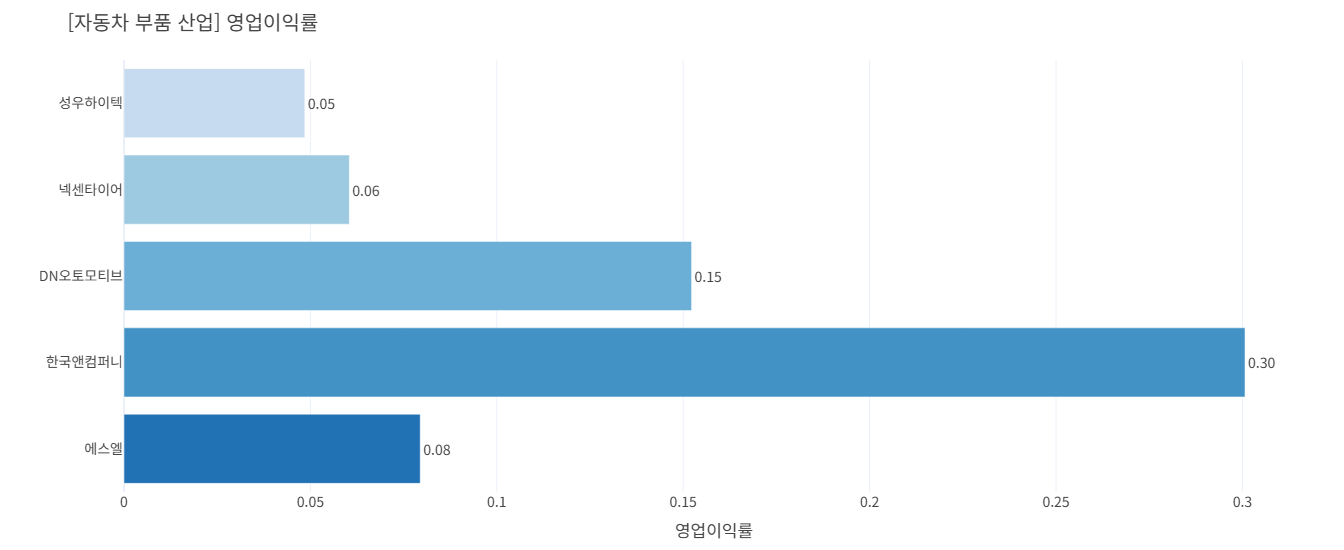 [자동차 부품 산업] 영업이익률
성우하이텍 0.05
넥센타이어 0.06
DN오토모티브 0.15
한국앤컴퍼니 0.30
에스엘 0.08
0 0.05 0.1 0.15 0.2 0.25 0.3
영업이익률